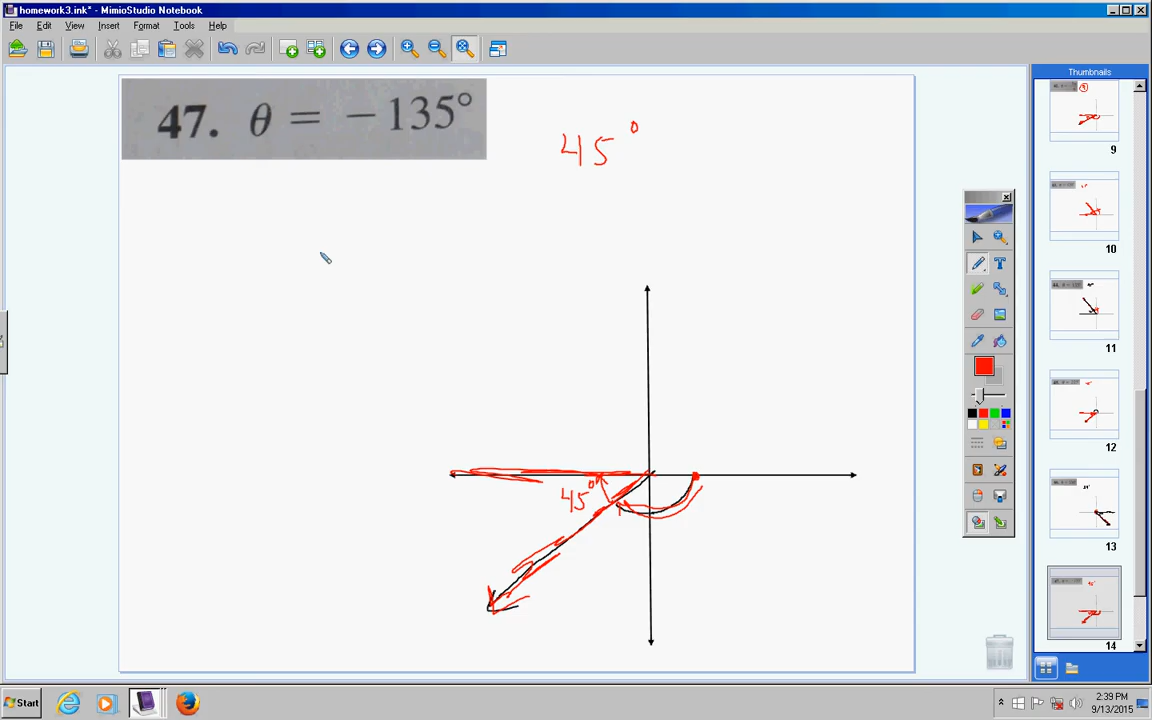 homework3.ink* - MimioStudio Notebook
File Edit View Insert Format Tools Help
Thumbnails
47. θ = −135°
45°
45°
9
10
11
12
13
14
Start
2:39 PM
9/13/2015